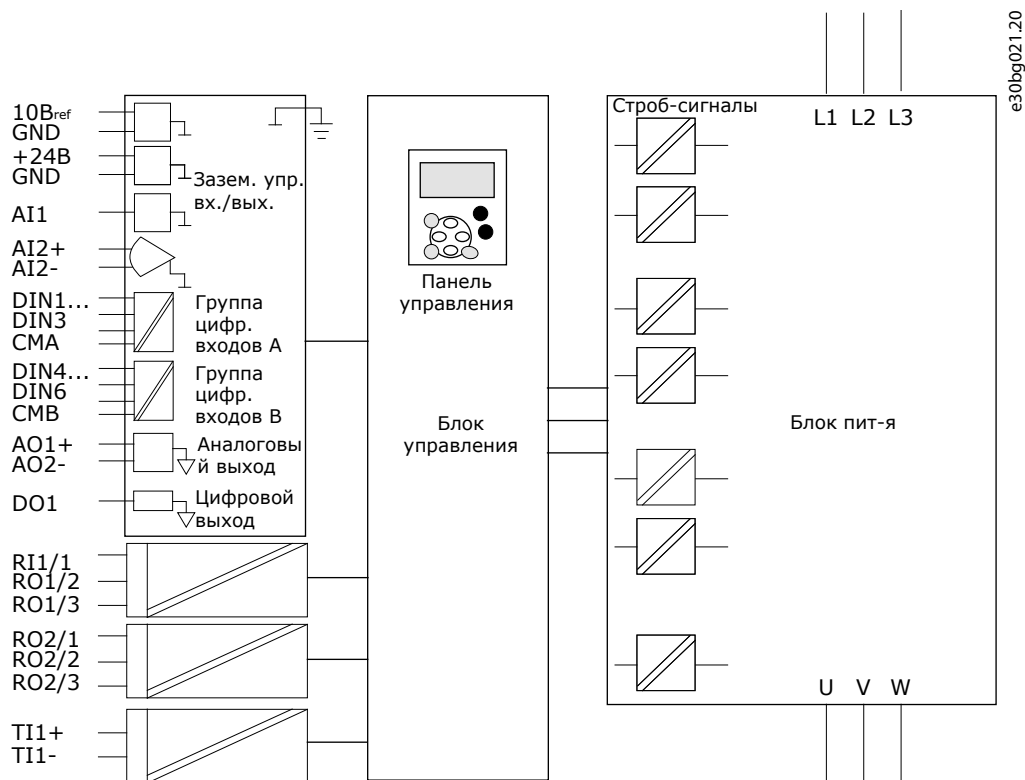 e30bg021.20
10Вref
GND
+24В
GND
AI1
AI2+
AI2-
DIN1...
DIN3
CMA
DIN4...
DIN6
CMB
AO1+
AO2-
DO1
RI1/1
RO1/2
RO1/3
RO2/1
RO2/2
RO2/3
TI1+
TI1-
Зазем. упр.
вх./вых.
Группа
цифр.
входов A
Группа
цифр.
входов B
Аналоговы
й выход
Цифровой
выход
Панель
управления
Блок
управления
Строб-сигналы
L1 L2 L3
Блок пит-я
U V W